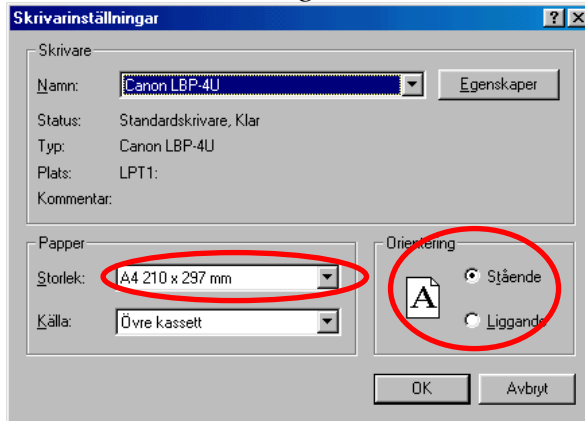 Skrivarinställningar
Skrivare
Namn: Canon LBP-4U Egenskaper
Status: Standardskrivare, Klar
Typ: Canon LBP-4U
Plats: LPT1:
Kommentar:
Papper
Storlek: A4 210 x 297 mm
Källa: Övre kassett
Orientering
A
Stående
Liggande
OK Avbryt